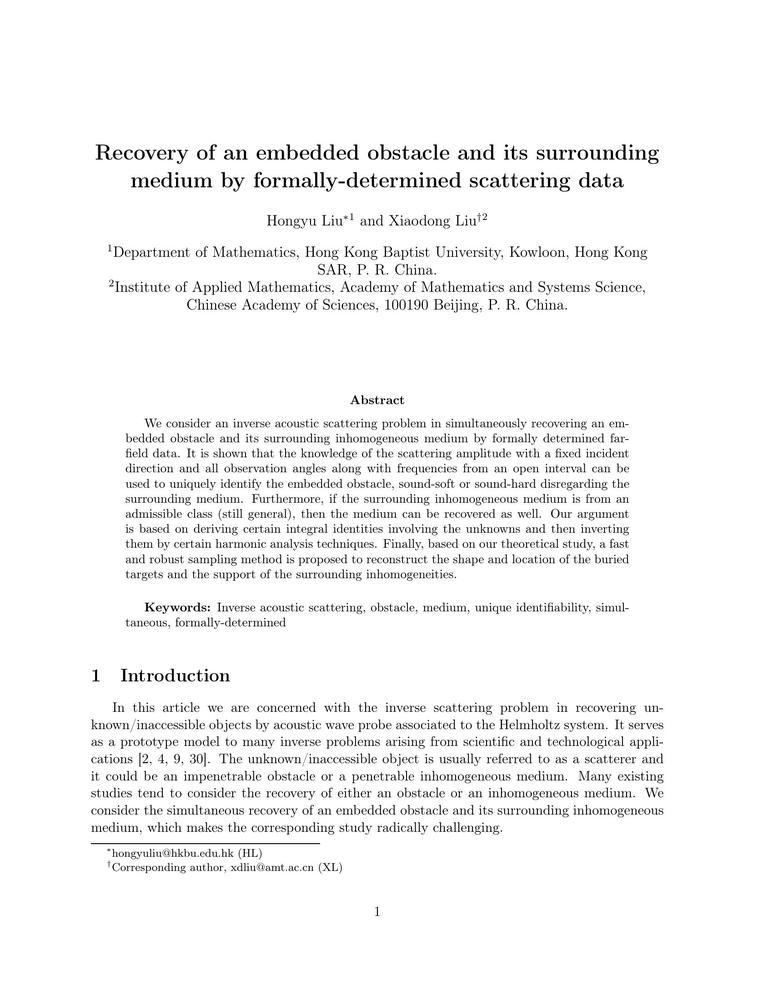 Recovery of an embedded obstacle and its surrounding
medium by formally-determined scattering data
Hongyu Liu*1 and Xiaodong Liu†2
1Department of Mathematics, Hong Kong Baptist University, Kowloon, Hong Kong
SAR, P. R. China.
2Institute of Applied Mathematics, Academy of Mathematics and Systems Science,
Chinese Academy of Sciences, 100190 Beijing, P. R. China.
Abstract
We consider an inverse acoustic scattering problem in simultaneously recovering an em-
bedded obstacle and its surrounding inhomogeneous medium by formally determined far-
field data. It is shown that the knowledge of the scattering amplitude with a fixed incident
direction and all observation angles along with frequencies from an open interval can be
used to uniquely identify the embedded obstacle, sound-soft or sound-hard disregarding the
surrounding medium. Furthermore, if the surrounding inhomogeneous medium is from an
admissible class (still general), then the medium can be recovered as well. Our argument
is based on deriving certain integral identities involving the unknowns and then inverting
them by certain harmonic analysis techniques. Finally, based on our theoretical study, a fast
and robust sampling method is proposed to reconstruct the shape and location of the buried
targets and the support of the surrounding inhomogeneities.
Keywords: Inverse acoustic scattering, obstacle, medium, unique identifiability, simul-
taneous, formally-determined
1 Introduction
In this article we are concerned with the inverse scattering problem in recovering un-
known/inaccessible objects by acoustic wave probe associated to the Helmholtz system. It serves
as a prototype model to many inverse problems arising from scientific and technological appli-
cations [2, 4, 9, 30]. The unknown/inaccessible object is usually referred to as a scatterer and
it could be an impenetrable obstacle or a penetrable inhomogeneous medium. Many existing
studies tend to consider the recovery of either an obstacle or an inhomogeneous medium. We
consider the simultaneous recovery of an embedded obstacle and its surrounding inhomogeneous
medium, which makes the corresponding study radically challenging.
*hongyuliu@hkbu.edu.hk (HL)
†Corresponding author, xdliu@amt.ac.cn (XL)
1